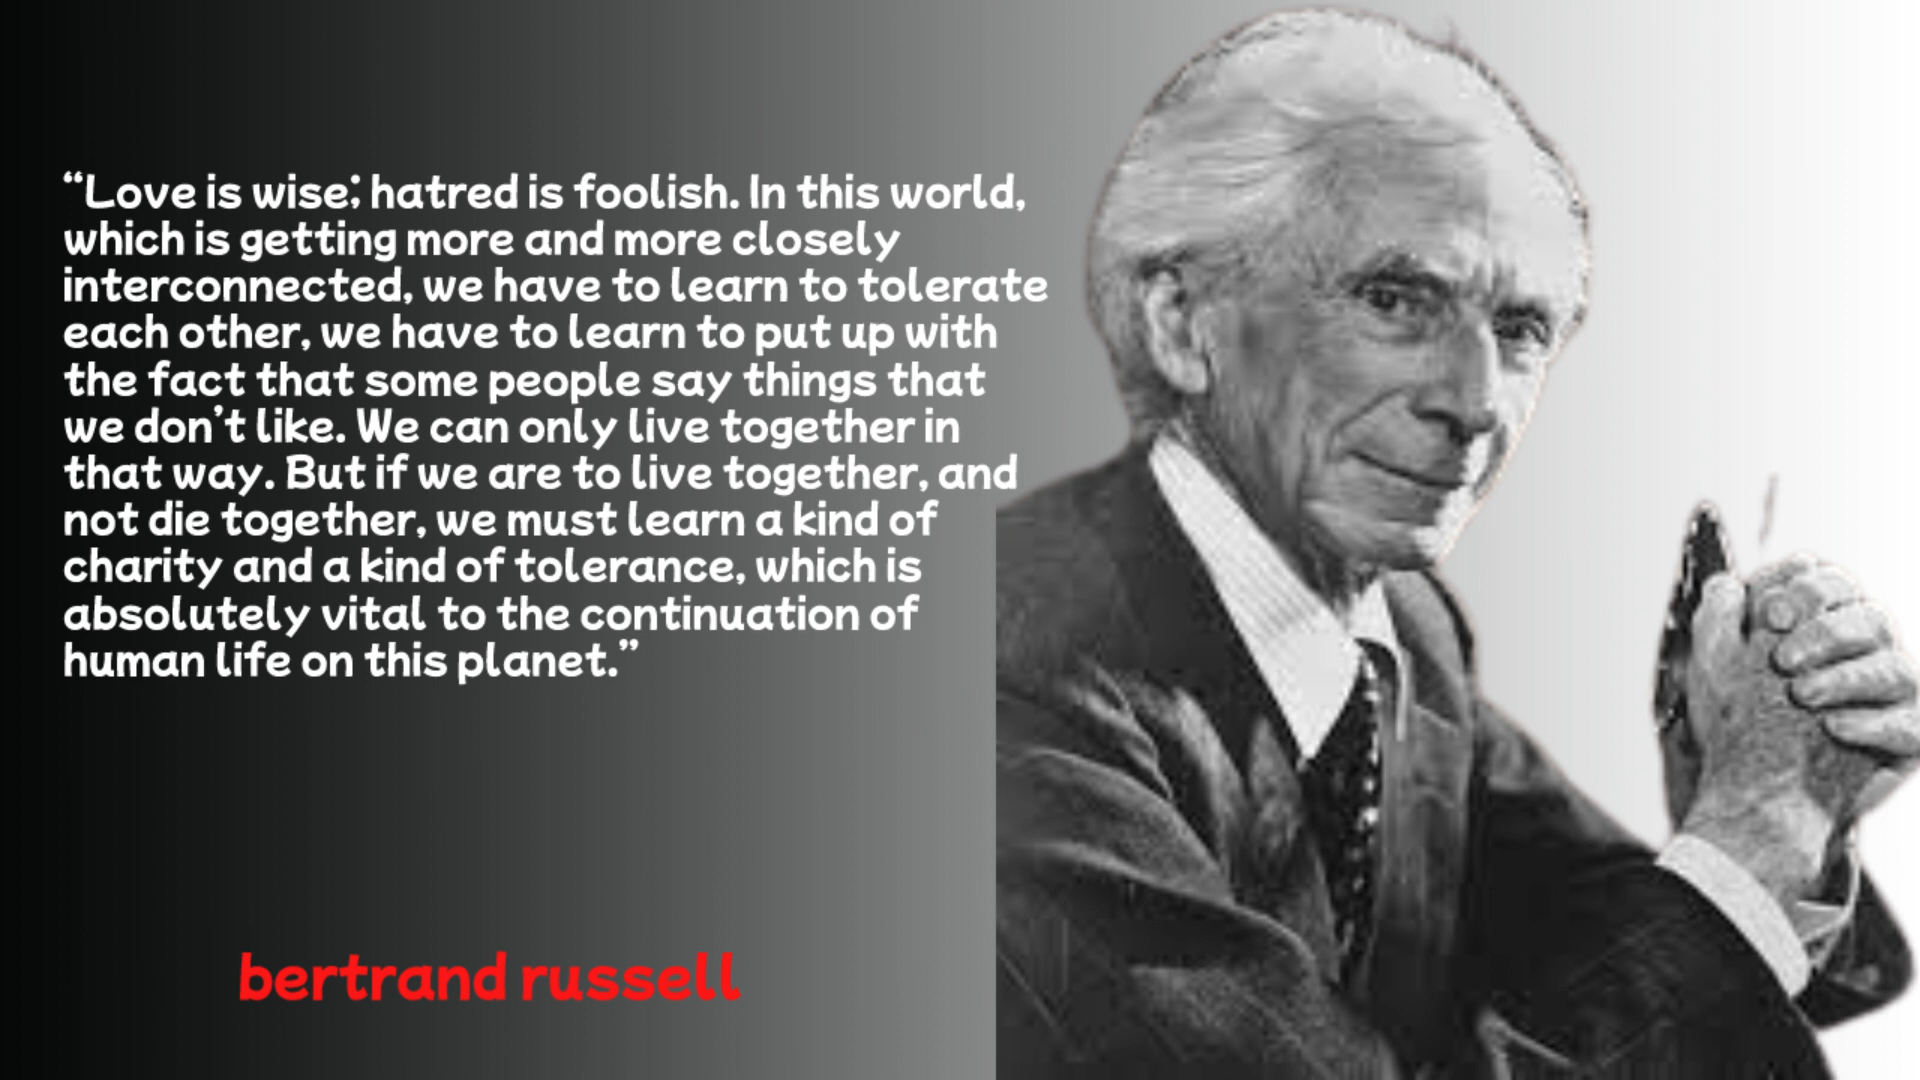 “Love is wise; hatred is foolish. In this world,
which is getting more and more closely
interconnected, we have to learn to tolerate
each other, we have to learn to put up with
the fact that some people say things that
we don’t like. We can only live together in
that way. But if we are to live together, and
not die together, we must learn a kind of
charity and a kind of tolerance, which is
absolutely vital to the continuation of
human life on this planet.”
bertrand russell